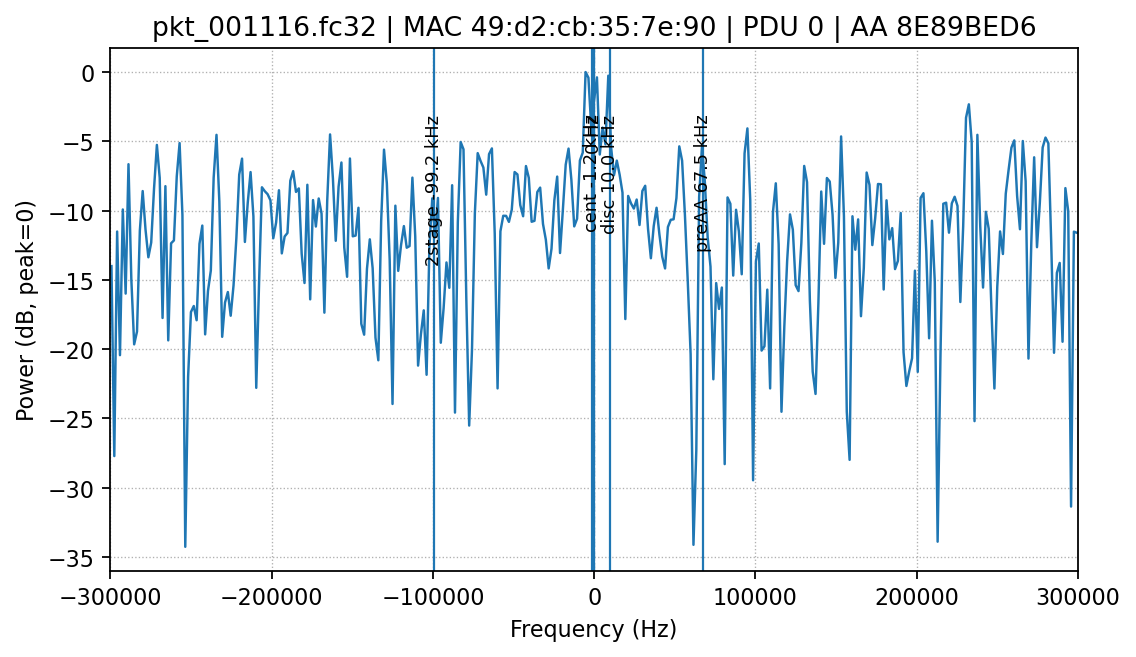 pkt_001116.fc32 | MAC 49:d2:cb:35:7e:90 | PDU 0 | AA 8E89BED6
Power (dB, peak=0)
0
−5
−10
−15
−20
−25
−30
−35
2stage -99.2 kHz
cent -1.20kHz
disc 10.0 kHz
preAA 67.5 kHz
−300000
−200000
−100000
0
100000
200000
300000
Frequency (Hz)